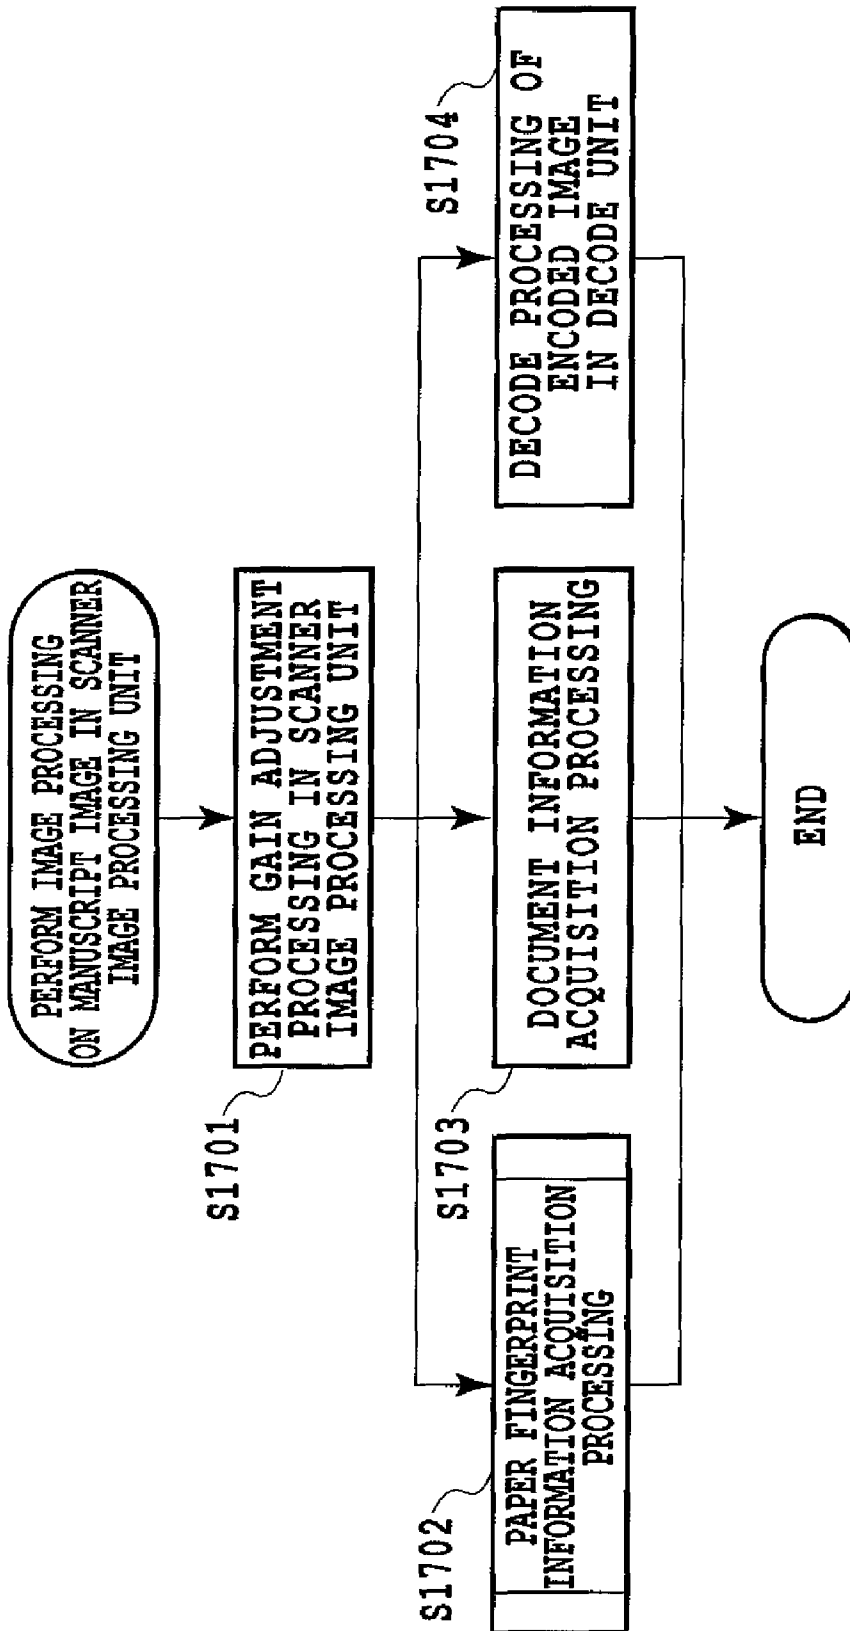 PERFORM IMAGE PROCESSING
ON MANUSCRIPT IMAGE IN SCANNER
IMAGE PROCESSING UNIT
S1701
PERFORM GAIN ADJUSTMENT
PROCESSING IN SCANNER
IMAGE PROCESSING UNIT
S1702
PAPER FINGERPRINT
INFORMATION ACQUISITION
PROCESSING
S1703
DOCUMENT INFORMATION
ACQUISITION PROCESSING
S1704
DECODE PROCESSING OF
ENCODED IMAGE
IN DECODE UNIT
END